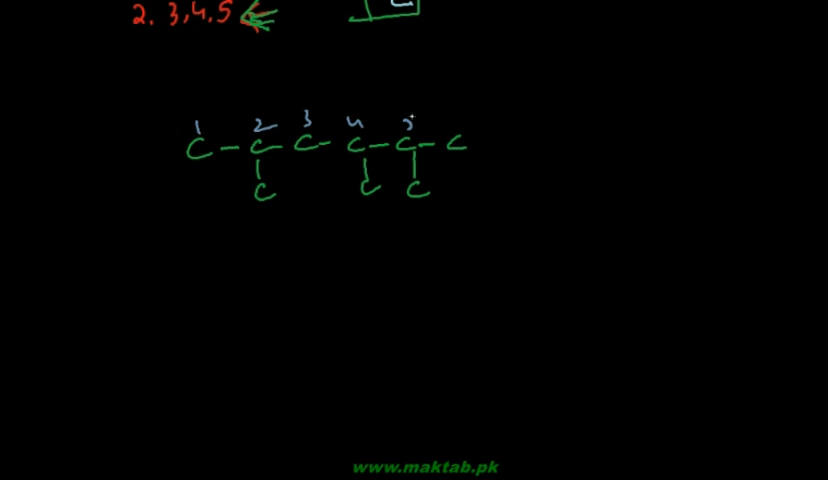 2. 3,4,5
1 2 3 4 5
C - C - C - C - C - C
C C C
www.maktab.pk